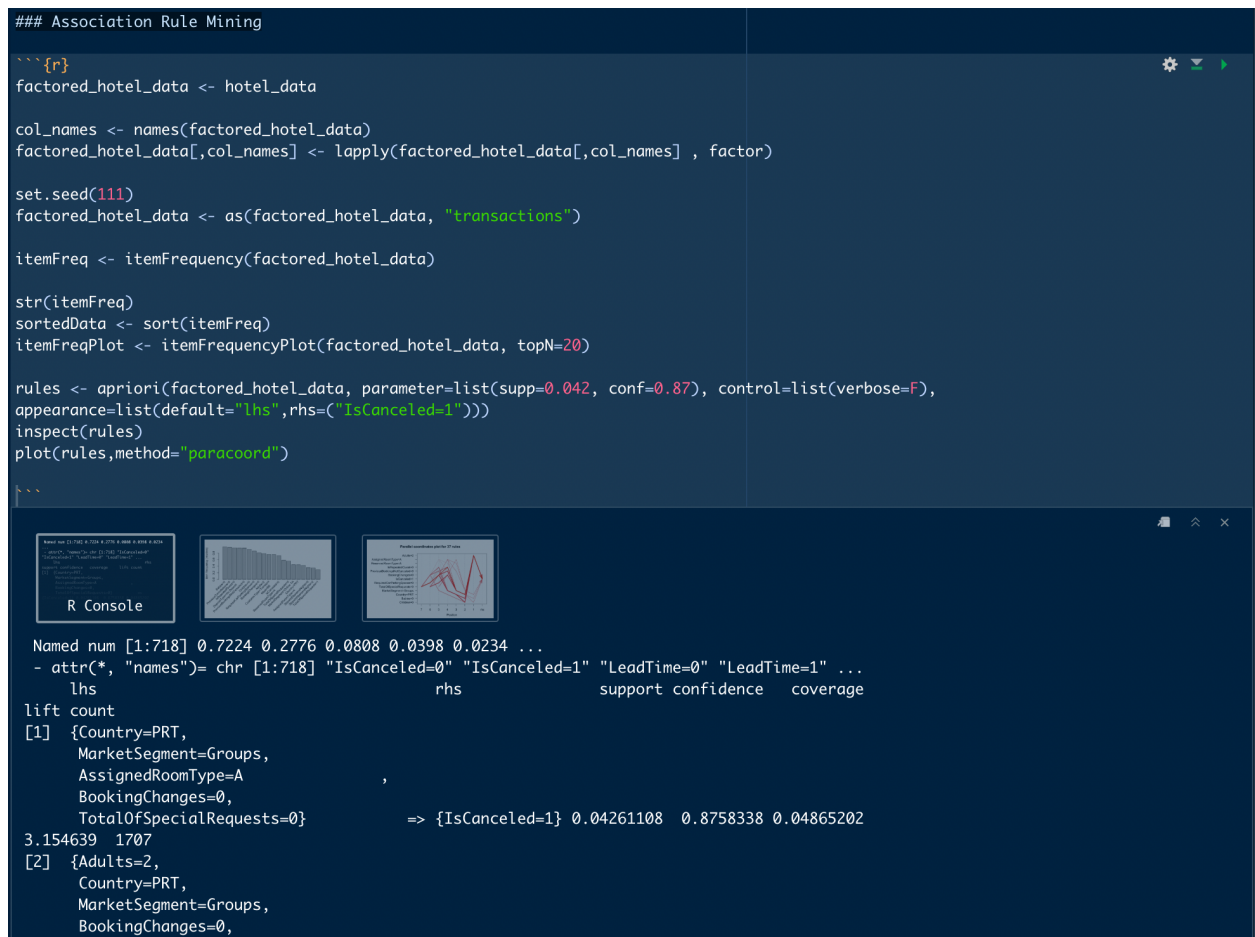 ### Association Rule Mining
```{r}
factored_hotel_data <- hotel_data
col_names <- names(factored_hotel_data)
factored_hotel_data[,col_names] <- lapply(factored_hotel_data[,col_names] , factor)
set.seed(111)
factored_hotel_data <- as(factored_hotel_data, "transactions")
itemFreq <- itemFrequency(factored_hotel_data)
str(itemFreq)
sortedData <- sort(itemFreq)
itemFreqPlot <- itemFrequencyPlot(factored_hotel_data, topN=20)
rules <- apriori(factored_hotel_data, parameter=list(supp=0.042, conf=0.87), control=list(verbose=F),
appearance=list(default="lhs",rhs=("IsCanceled=1")))
inspect(rules)
plot(rules,method="paracoord")
```
R Console
Named num [1:718] 0.7224 0.2776 0.0808 0.0398 0.0234 ...
- attr(*, "names")= chr [1:718] "IsCanceled=0" "IsCanceled=1" "LeadTime=0" "LeadTime=1" ...
lhs rhs support confidence coverage
lift count
[1] {Country=PRT,
MarketSegment=Groups,
AssignedRoomType=A ,
BookingChanges=0,
TotalOfSpecialRequests=0} => {IsCanceled=1} 0.04261108 0.8758338 0.04865202
3.154639 1707
[2] {Adults=2,
Country=PRT,
MarketSegment=Groups,
BookingChanges=0,